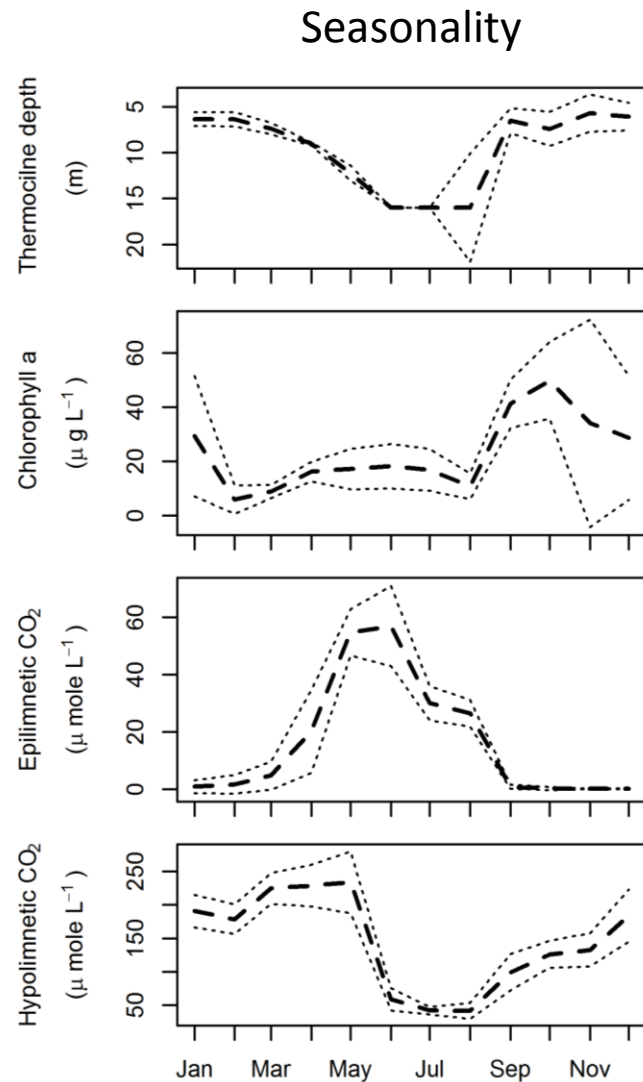 Seasonality
Thermocilne depth
(m)
5
10
15
20
Chlorophyll a
(μ g L⁻¹)
60
40
20
0
Epilimnetic CO₂
(μ mole L⁻¹)
60
40
20
0
Hypolimnetic CO₂
(μ mole L⁻¹)
250
150
50
Jan Mar May Jul Sep Nov